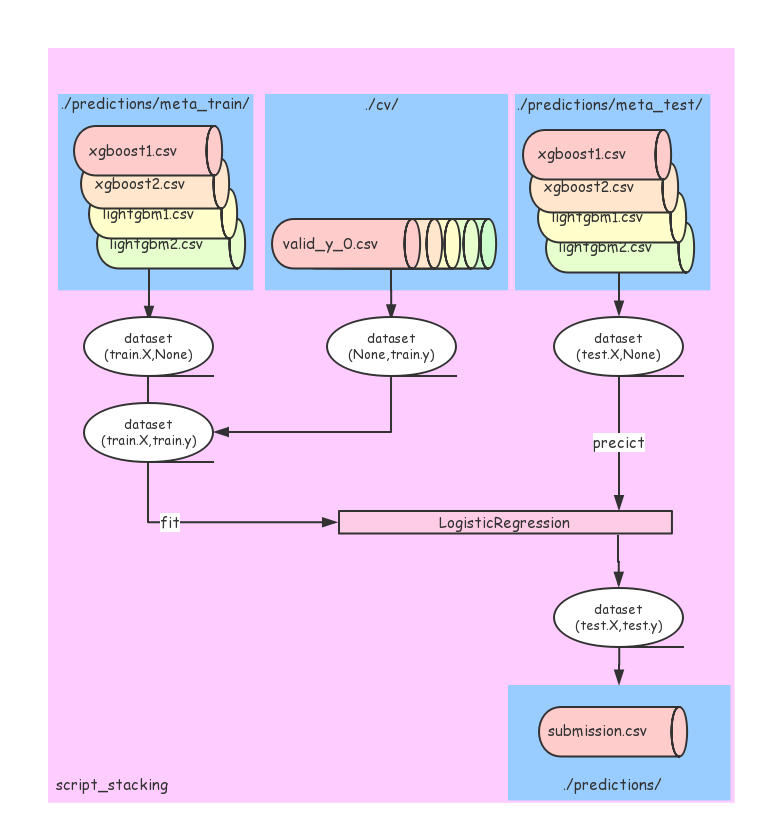 ./predictions/meta_train/
./cv/
./predictions/meta_test/
xgboost1.csv
xgboost2.csv
lightgbm1.csv
lightgbm2.csv
valid_y_0.csv
xgboost1.csv
xgboost2.csv
lightgbm1.csv
lightgbm2.csv
dataset
(train.X,None)
dataset
(None,train.y)
dataset
(test.X,None)
dataset
(train.X,train.y)
precict
fit
LogisticRegression
dataset
(test.X,test.y)
submission.csv
./predictions/
script_stacking